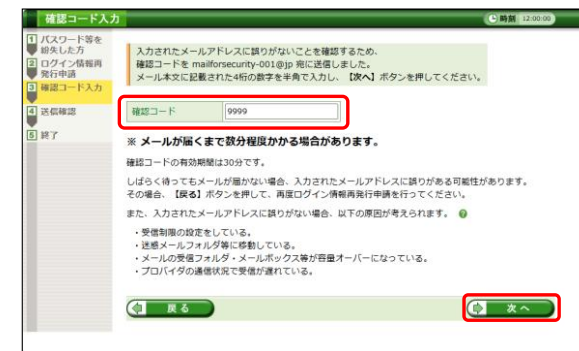 確認コード入力
時刻 12:00:00
1 パスワード等を
紛失した方
2 ログイン情報再
発行申請
3 確認コード入力
4 送信確認
5 終了
入力されたメールアドレスに誤りがないことを確認するため、
確認コードを mailforsecurity-001@jp 宛に送信しました。
メール本文に記載された4桁の数字を半角で入力し、【次へ】ボタンを押してください。
確認コード 9999
※ メールが届くまで数分程度かかる場合があります。
確認コードの有効期間は30分です。
しばらく待ってもメールが届かない場合、入力されたメールアドレスに誤りがある可能性があります。
その場合、【戻る】ボタンを押して、再度ログイン情報再発行申請を行ってください。
また、入力されたメールアドレスに誤りがない場合、以下の原因が考えられます。
・受信制限の設定をしている。
・迷惑メールフォルダ等に移動している。
・メールの受信フォルダ・メールボックス等が容量オーバーになっている。
・プロバイダの通信状況で受信が遅れている。
戻る
次へ